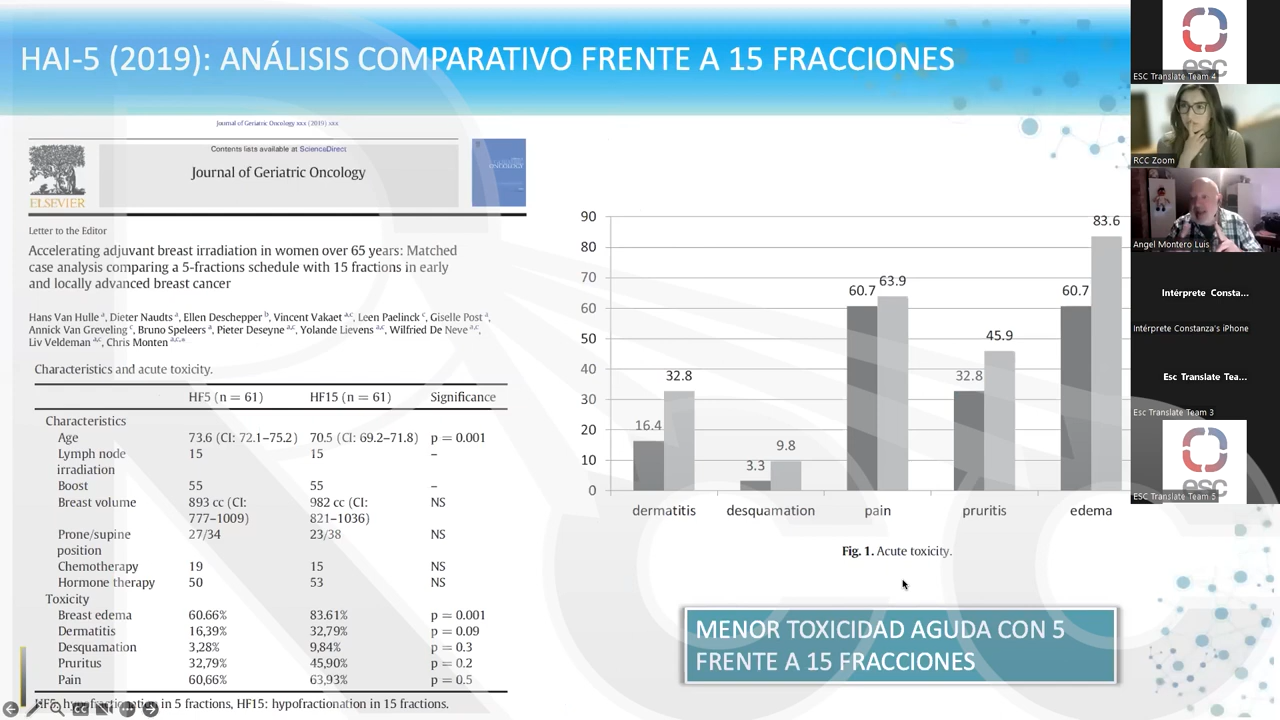 HAI-5 (2019): ANÁLISIS COMPARATIVO FRENTE A 15 FRACCIONES
Journal of Geriatric Oncology xxx (2019) xxx
Contents lists available at ScienceDirect
Journal of Geriatric Oncology
ELSEVIER
Letter to the Editor
Accelerating adjuvant breast irradiation in women over 65 years: Matched
case analysis comparing a 5-fractions schedule with 15 fractions in early
and locally advanced breast cancer
Hans Van Hulle a, Dieter Naudts a, Ellen Deschepper b, Vincent Vakaet a,c, Leen Paelinck c, Giselle Post a,
Annick Van Greveling c, Bruno Speleers a, Pieter Deseyne a,c, Yolande Lievens a,c, Wilfried De Neve a,c,
Liv Veldeman a,c, Chris Monten a,c,*
Characteristics and acute toxicity.
HF5 (n = 61) HF15 (n = 61) Significance
Characteristics
Age 73.6 (CI: 72.1–75.2) 70.5 (CI: 69.2–71.8) p = 0.001
Lymph node 15 15 –
irradiation
Boost 55 55 –
Breast volume 893 cc (CI: 982 cc (CI: NS
777–1009) 821–1036)
Prone/supine 27/34 23/38 NS
position
Chemotherapy 19 15 NS
Hormone therapy 50 53 NS
Toxicity
Breast edema 60.66% 83.61% p = 0.001
Dermatitis 16,39% 32,79% p = 0.09
Desquamation 3,28% 9,84% p = 0.3
Pruritus 32,79% 45,90% p = 0.2
Pain 60,66% 63,93% p = 0.5
HF5: hypofractionation in 5 fractions, HF15: hypofractionation in 15 fractions.
90
80
70
60
50
40
30
20
10
0
16.4
32.8
3.3
9.8
60.7
63.9
32.8
45.9
60.7
83.6
dermatitis desquamation pain pruritis edema
Fig. 1. Acute toxicity.
MENOR TOXICIDAD AGUDA CON 5
FRENTE A 15 FRACCIONES
esc
ESC Translate Team 4
RCC Zoom
Angel Montero Luis
Intérprete Consta...
Intérprete Constanza's iPhone
Esc Translate Tea...
Esc Translate Team 3
esc
ESC Translate Team 5